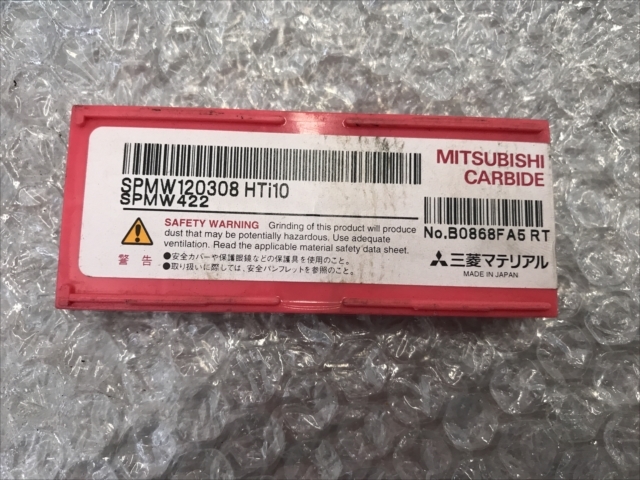 SPMW120308 HTi10
SPMW422
MITSUBISHI
CARBIDE
No.B0868FA5 RT
SAFETY WARNING Grinding of this product will produce
dust that may be potentially hazardous. Use adequate
ventilation. Read the applicable material safety data sheet.
警告
●安全カバーや保護眼鏡などの保護具を使用のこと。
●取り扱いに際しては,安全パンフレットを参照のこと。
三菱マテリアル
MADE IN JAPAN